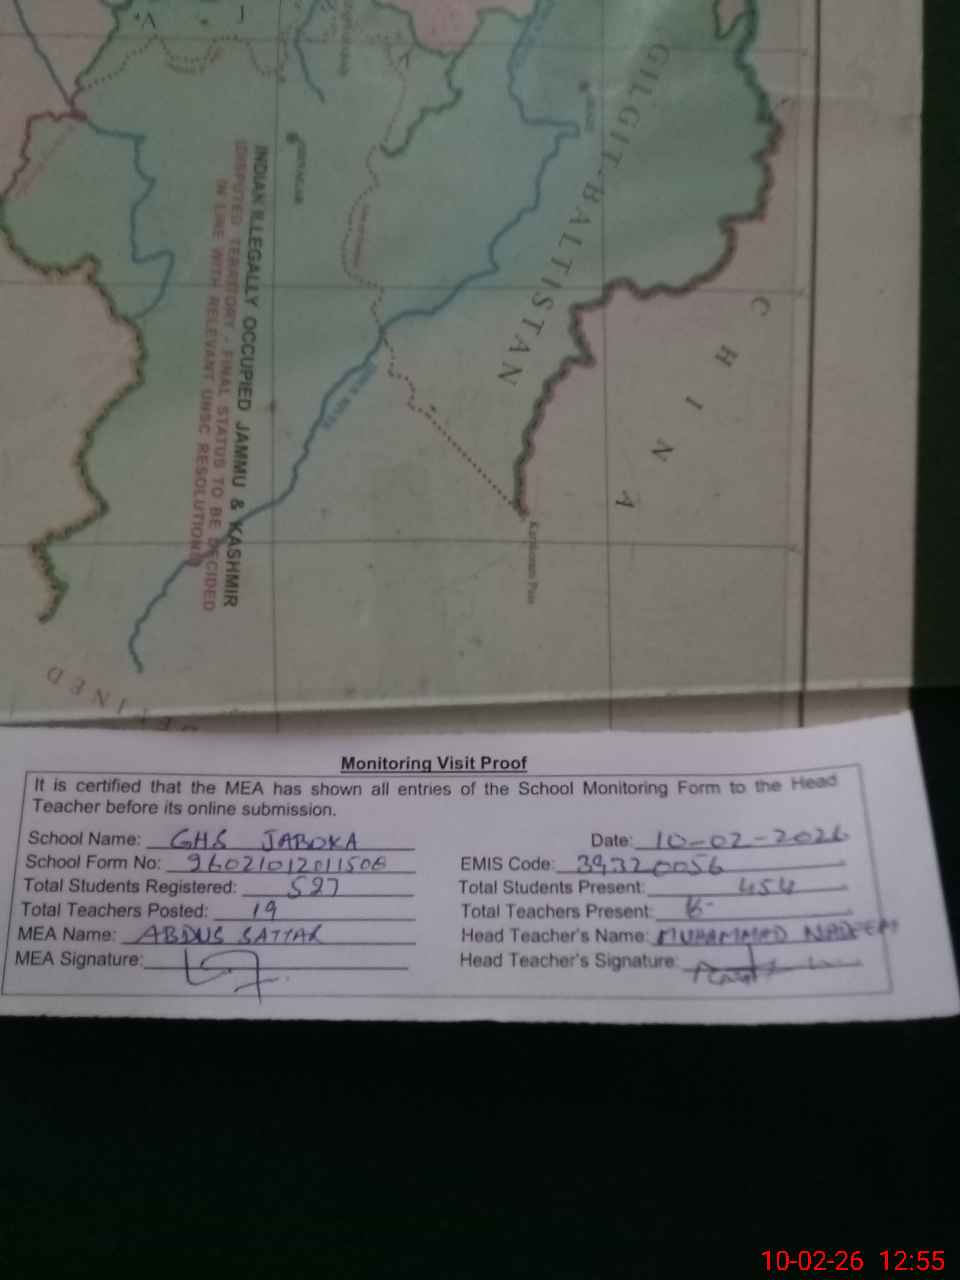 GILGIT-BALTISTAN
CHINA
INDIAN ILLEGALLY OCCUPIED JAMMU & KASHMIR
(DISPUTED TERRITORY - FINAL STATUS TO BE DECIDED
IN LINE WITH RELEVANT UNSC RESOLUTIONS)
Karakoram Pass
Monitoring Visit Proof
It is certified that the MEA has shown all entries of the School Monitoring Form to the Head
Teacher before its online submission.
School Name: GHS JABOKA Date: 10-02-2026
School Form No: 96021012011506 EMIS Code: 39320056
Total Students Registered: 527 Total Students Present: 454
Total Teachers Posted: 19 Total Teachers Present:
MEA Name: ABDUS SATTAR Head Teacher's Name: MUHAMMAD NADEEM
MEA Signature: Head Teacher's Signature:
10-02-26 12:55